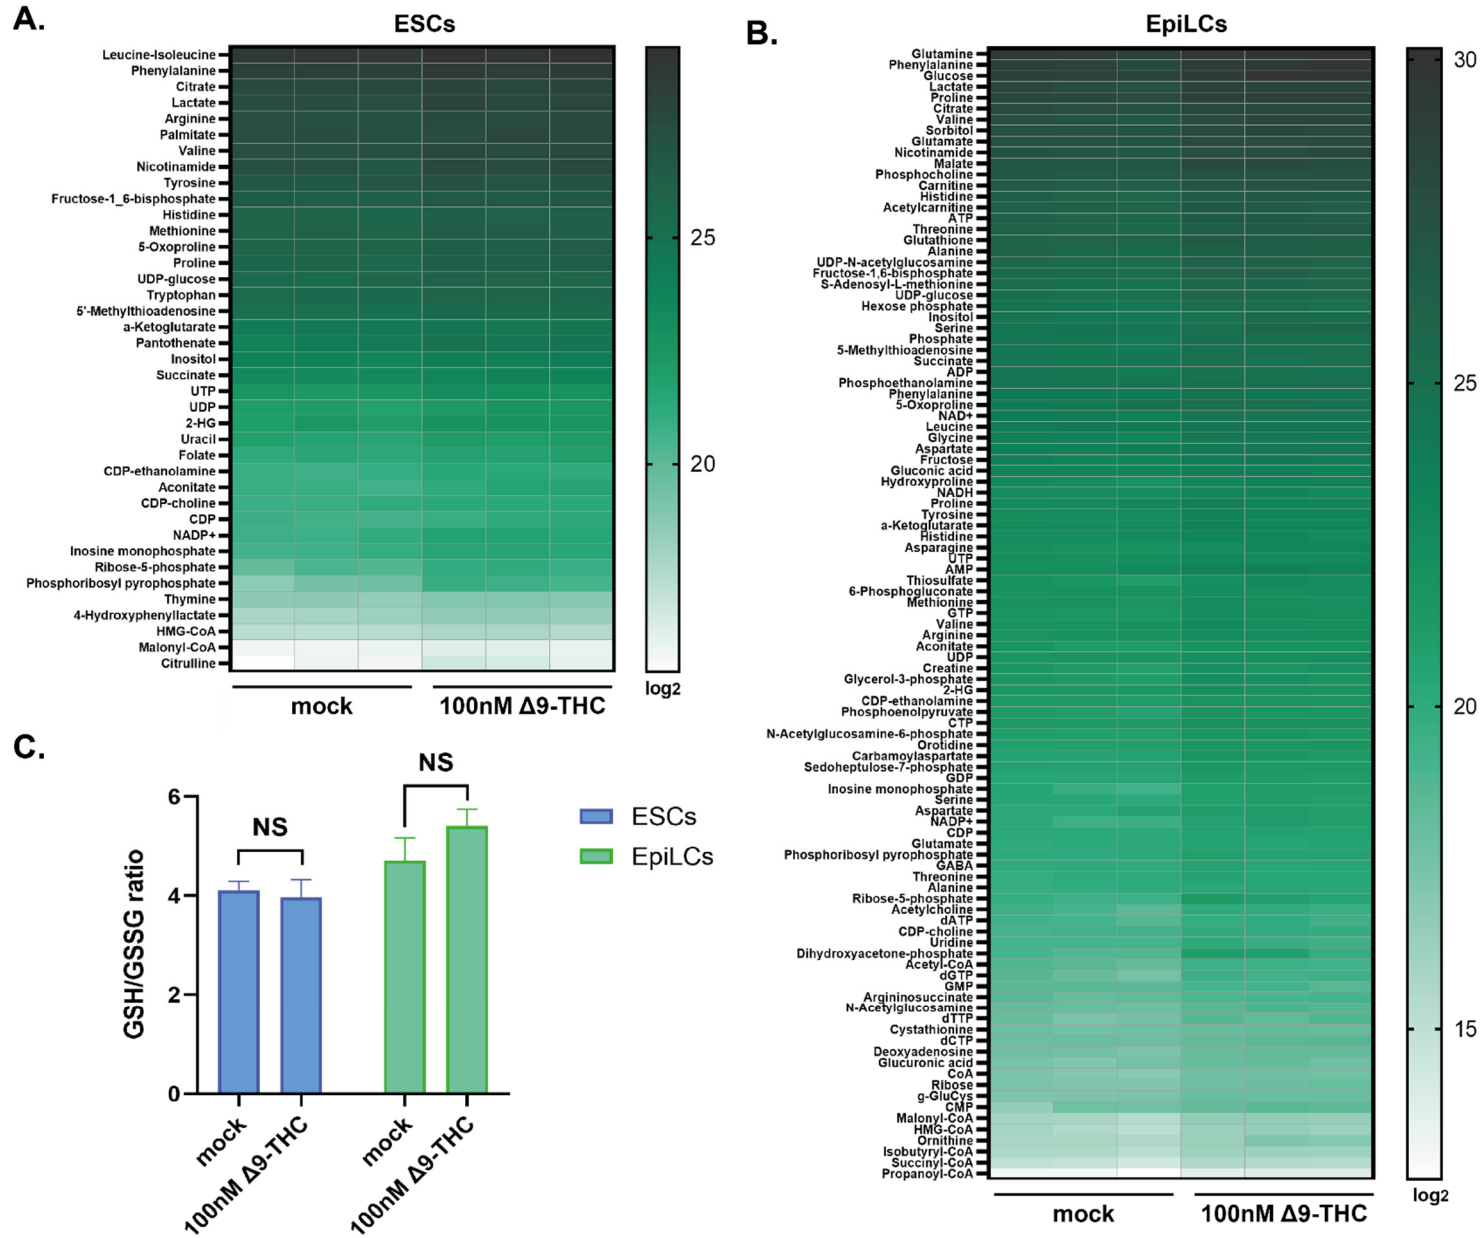 A.
ESCs
Leucine-Isoleucine
Phenylalanine
Citrate
Lactate
Arginine
Palmitate
Valine
Nicotinamide
Tyrosine
Fructose-1_6-bisphosphate
Histidine
Methionine
5-Oxoproline
Proline
UDP-glucose
Tryptophan
5'-Methylthioadenosine
a-Ketoglutarate
Pantothenate
Inositol
Succinate
UTP
UDP
2-HG
Uracil
Folate
CDP-ethanolamine
Aconitate
CDP-choline
CDP
NADP+
Inosine monophosphate
Ribose-5-phosphate
Phosphoribosyl pyrophosphate
Thymine
4-Hydroxyphenyllactate
HMG-CoA
Malonyl-CoA
Citrulline
25
20
log2
mock
100nM Δ9-THC
B.
EpiLCs
Glutamine
Phenylalanine
Glucose
Lactate
Proline
Citrate
Valine
Sorbitol
Glutamate
Nicotinamide
Malate
Phosphocholine
Carnitine
Histidine
Acetylcarnitine
ATP
Threonine
Glutathione
Alanine
UDP-N-acetylglucosamine
Fructose-1,6-bisphosphate
S-Adenosyl-L-methionine
UDP-glucose
Hexose phosphate
Inositol
Serine
Phosphate
5-Methylthioadenosine
Succinate
ADP
Phosphoethanolamine
Phenylalanine
5-Oxoproline
NAD+
Leucine
Glycine
Aspartate
Fructose
Gluconic acid
Hydroxyproline
NADH
Proline
Tyrosine
a-Ketoglutarate
Histidine
Asparagine
UTP
AMP
Thiosulfate
6-Phosphogluconate
Methionine
GTP
Valine
Arginine
Aconitate
UDP
Creatine
Glycerol-3-phosphate
2-HG
CDP-ethanolamine
Phosphoenolpyruvate
CTP
N-Acetylglucosamine-6-phosphate
Orotidine
Carbamoylaspartate
Sedoheptulose-7-phosphate
GDP
Inosine monophosphate
Serine
Aspartate
NADP+
CDP
Glutamate
Phosphoribosyl pyrophosphate
GABA
Threonine
Alanine
Ribose-5-phosphate
Acetylcholine
dATP
CDP-choline
Uridine
Dihydroxyacetone-phosphate
Acetyl-CoA
dGTP
GMP
Argininosuccinate
N-Acetylglucosamine
dTTP
Cystathionine
dCTP
Deoxyadenosine
Glucuronic acid
CoA
Ribose
g-GluCys
CMP
Malonyl-CoA
HMG-CoA
Ornithine
Isobutyryl-CoA
Succinyl-CoA
Propanoyl-CoA
30
25
20
15
log2
mock
100nM Δ9-THC
C.
GSH/GSSG ratio
6
4
2
0
NS
NS
ESCs
EpiLCs
mock
100nM Δ9-THC
mock
100nM Δ9-THC